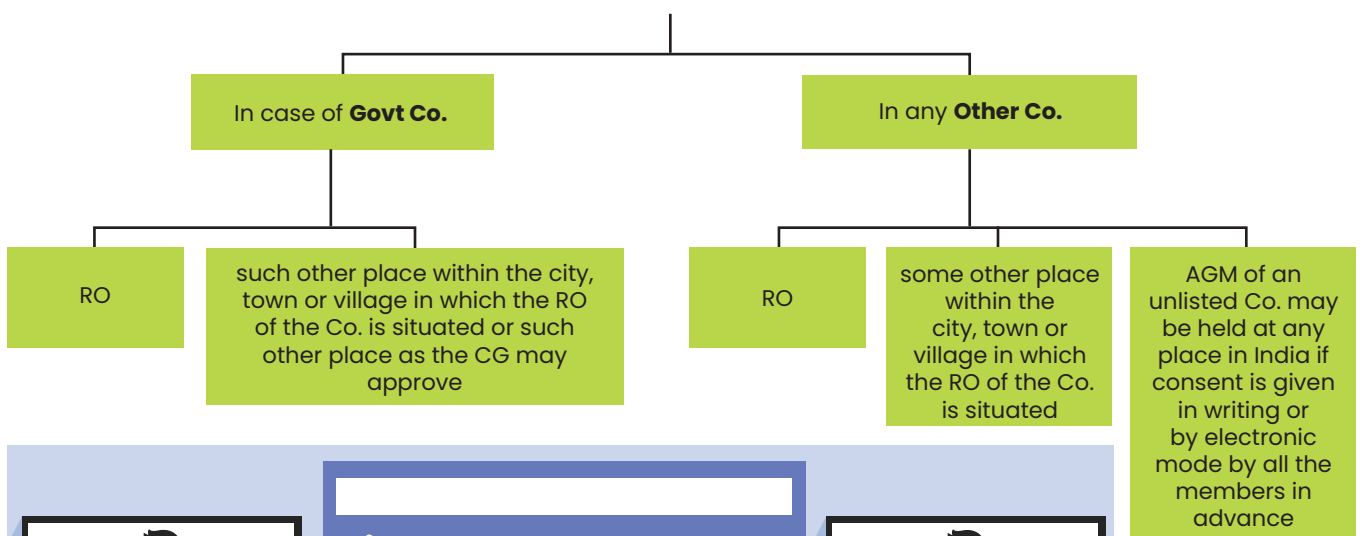 In case of Govt Co.
In any Other Co.
RO
such other place within the city,
town or village in which the RO
of the Co. is situated or such
other place as the CG may
approve
RO
some other place
within the
city, town or
village in which
the RO of the Co.
is situated
AGM of an
unlisted Co. may
be held at any
place in India if
consent is given
in writing or
by electronic
mode by all the
members in
advance